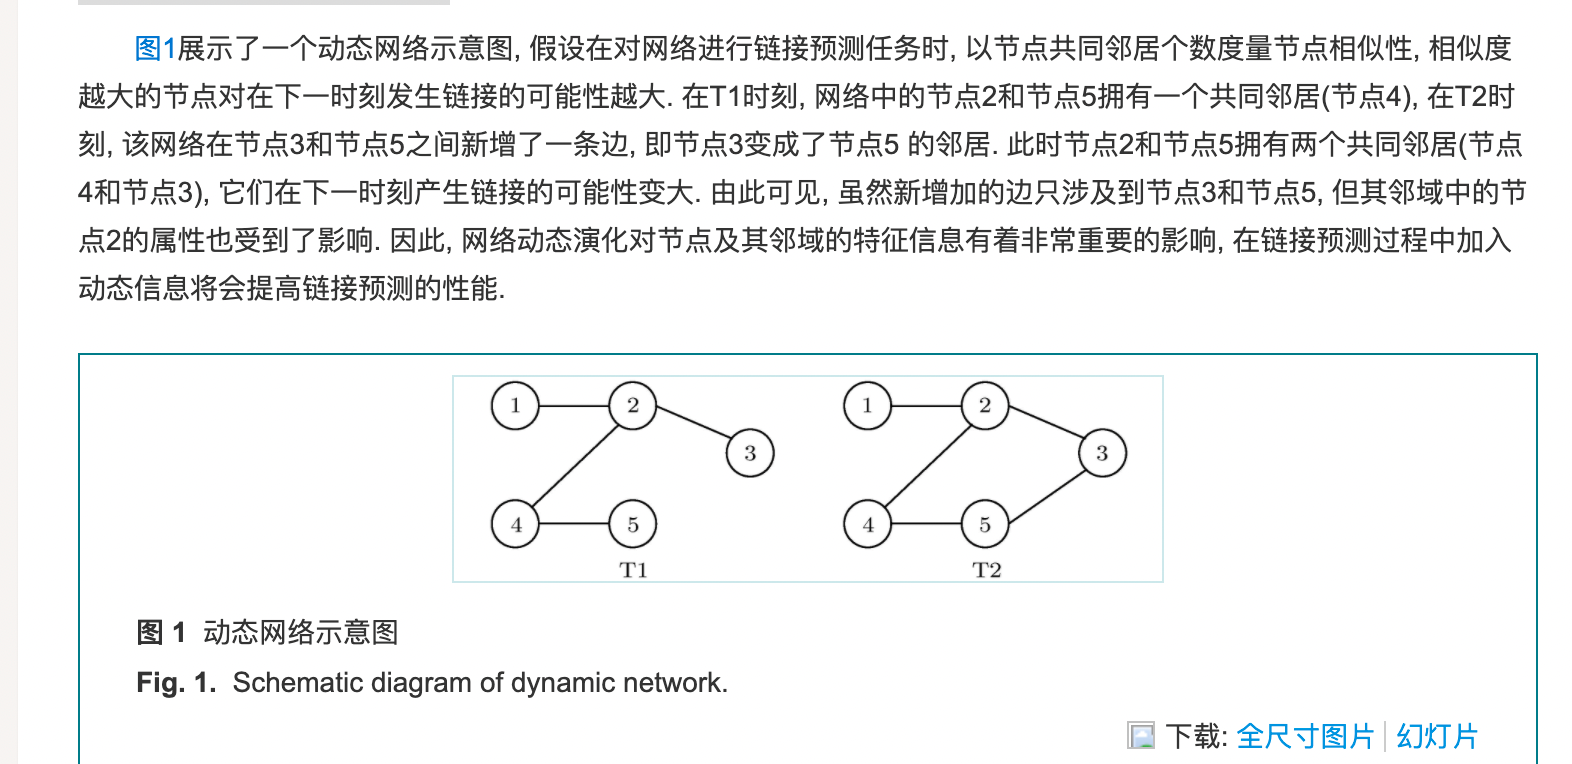 图1展示了一个动态网络示意图, 假设在对网络进行链接预测任务时, 以节点共同邻居个数度量节点相似性, 相似度
越大的节点对在下一时刻发生链接的可能性越大. 在T1时刻, 网络中的节点2和节点5拥有一个共同邻居(节点4), 在T2时
刻, 该网络在节点3和节点5之间新增了一条边, 即节点3变成了节点5 的邻居. 此时节点2和节点5拥有两个共同邻居(节点
4和节点3), 它们在下一时刻产生链接的可能性变大. 由此可见, 虽然新增加的边只涉及到节点3和节点5, 但其邻域中的节
点2的属性也受到了影响. 因此, 网络动态演化对节点及其邻域的特征信息有着非常重要的影响, 在链接预测过程中加入
动态信息将会提高链接预测的性能.
1 2 1 2
3 3
4 5 4 5
T1 T2
图 1 动态网络示意图
Fig. 1. Schematic diagram of dynamic network.
下载: 全尺寸图片 幻灯片